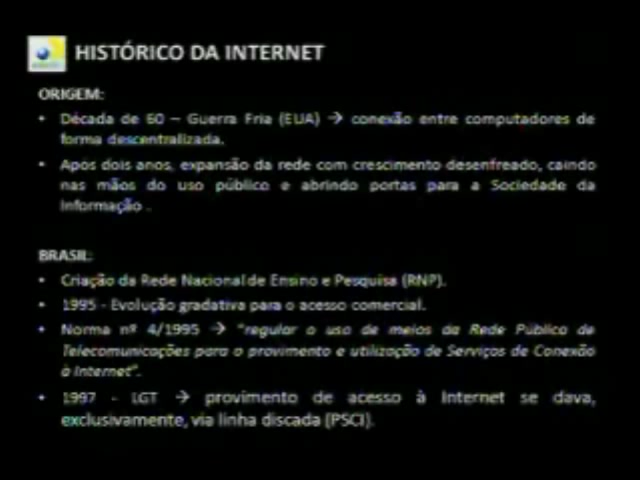 HISTÓRICO DA INTERNET
ORIGEM:
• Década de 60 – Guerra Fria (EUA) → conexão entre computadores de
forma descentralizada.
• Após dois anos, expansão da rede com crescimento desenfreado, caindo
nas mãos do uso público e abrindo portas para a Sociedade da
Informação .
BRASIL:
• Criação da Rede Nacional de Ensino e Pesquisa (RNP).
• 1995 - Evolução gradativa para o acesso comercial.
• Norma nº 4/1995 → "regular o uso de meios da Rede Pública de
Telecomunicações para o provimento e utilização de Serviços de Conexão
à Internet".
• 1997 - LGT → provimento de acesso à Internet se dava,
exclusivamente, via linha discada (PSCI).